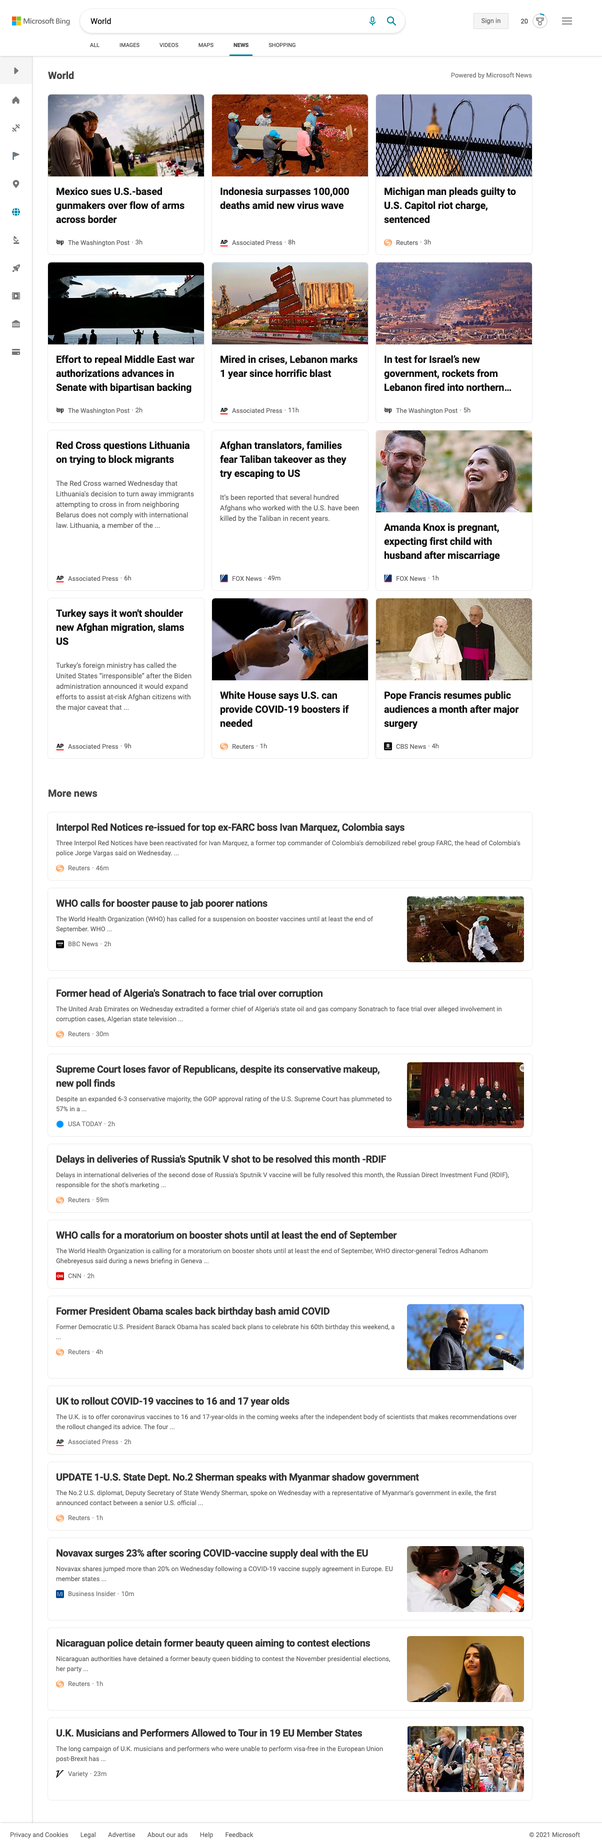 Microsoft Bing
World
Sign in
20
ALL
IMAGES
VIDEOS
MAPS
NEWS
SHOPPING
World
Powered by Microsoft News
Mexico sues U.S.-based
gunmakers over flow of arms
across border
The Washington Post · 3h
Indonesia surpasses 100,000
deaths amid new virus wave
AP Associated Press · 8h
Michigan man pleads guilty to
U.S. Capitol riot charge,
sentenced
Reuters · 3h
Effort to repeal Middle East war
authorizations advances in
Senate with bipartisan backing
The Washington Post · 2h
Mired in crises, Lebanon marks
1 year since horrific blast
AP Associated Press · 11h
In test for Israel's new
government, rockets from
Lebanon fired into northern...
The Washington Post · 5h
Red Cross questions Lithuania
on trying to block migrants
The Red Cross warned Wednesday that
Lithuania's decision to turn away immigrants
attempting to cross in from neighboring
Belarus does not comply with international
law. Lithuania, a member of the ...
AP Associated Press · 6h
Afghan translators, families
fear Taliban takeover as they
try escaping to US
It's been reported that several hundred
Afghans who worked with the U.S. have been
killed by the Taliban in recent years.
FOX News · 49m
Amanda Knox is pregnant,
expecting first child with
husband after miscarriage
FOX News · 1h
Turkey says it won't shoulder
new Afghan migration, slams
US
Turkey's foreign ministry has called the
United States "irresponsible" after the Biden
administration announced it would expand
efforts to assist at-risk Afghan citizens with
the major caveat that ...
AP Associated Press · 9h
White House says U.S. can
provide COVID-19 boosters if
needed
Reuters · 1h
Pope Francis resumes public
audiences a month after major
surgery
CBS News · 4h
More news
Interpol Red Notices re-issued for top ex-FARC boss Ivan Marquez, Colombia says
Three Interpol Red Notices have been reactivated for Ivan Marquez, a former top commander of Colombia's demobilized rebel group FARC, the head of Colombia's
police Jorge Vargas said on Wednesday. ...
Reuters · 46m
WHO calls for booster pause to jab poorer nations
The World Health Organization (WHO) has called for a suspension on booster vaccines until at least the end of
September. WHO ...
BBC News · 2h
Former head of Algeria's Sonatrach to face trial over corruption
The United Arab Emirates on Wednesday extradited a former chief of Algeria's state oil and gas company Sonatrach to face trial over alleged involvement in
corruption cases, Algerian state television ...
Reuters · 30m
Supreme Court loses favor of Republicans, despite its conservative makeup,
new poll finds
Despite an expanded 6-3 conservative majority, the GOP approval rating of the U.S. Supreme Court has plummeted to
57% in a ...
USA TODAY · 2h
Delays in deliveries of Russia's Sputnik V shot to be resolved this month -RDIF
Delays in international deliveries of the second dose of Russia's Sputnik V vaccine will be fully resolved this month, the Russian Direct Investment Fund (RDIF),
responsible for the shot's marketing ...
Reuters · 59m
WHO calls for a moratorium on booster shots until at least the end of September
The World Health Organization is calling for a moratorium on booster shots until at least the end of September, WHO director-general Tedros Adhanom
Ghebreyesus said during a news briefing in Geneva ...
CNN · 2h
Former President Obama scales back birthday bash amid COVID
Former Democratic U.S. President Barack Obama has scaled back plans to celebrate his 60th birthday this weekend, a
...
Reuters · 4h
UK to rollout COVID-19 vaccines to 16 and 17 year olds
The U.K. is to offer coronavirus vaccines to 16 and 17-year-olds in the coming weeks after the independent body of scientists that makes recommendations over
the rollout changed its advice. The four ...
AP Associated Press · 2h
UPDATE 1-U.S. State Dept. No.2 Sherman speaks with Myanmar shadow government
The No.2 U.S. diplomat, Deputy Secretary of State Wendy Sherman, spoke on Wednesday with a representative of Myanmar's government in exile, the first
announced contact between a senior U.S. official ...
Reuters · 1h
Novavax surges 23% after scoring COVID-vaccine supply deal with the EU
Novavax shares jumped more than 20% on Wednesday following a COVID-19 vaccine supply agreement in Europe. EU
member states ...
Business Insider · 10m
Nicaraguan police detain former beauty queen aiming to contest elections
Nicaraguan authorities have detained a former beauty queen bidding to contest the November presidential elections,
her party ...
Reuters · 1h
U.K. Musicians and Performers Allowed to Tour in 19 EU Member States
The long campaign of U.K. musicians and performers who were unable to perform visa-free in the European Union
post-Brexit has ...
Variety · 23m
Privacy and Cookies
Legal
Advertise
About our ads
Help
Feedback
© 2021 Microsoft